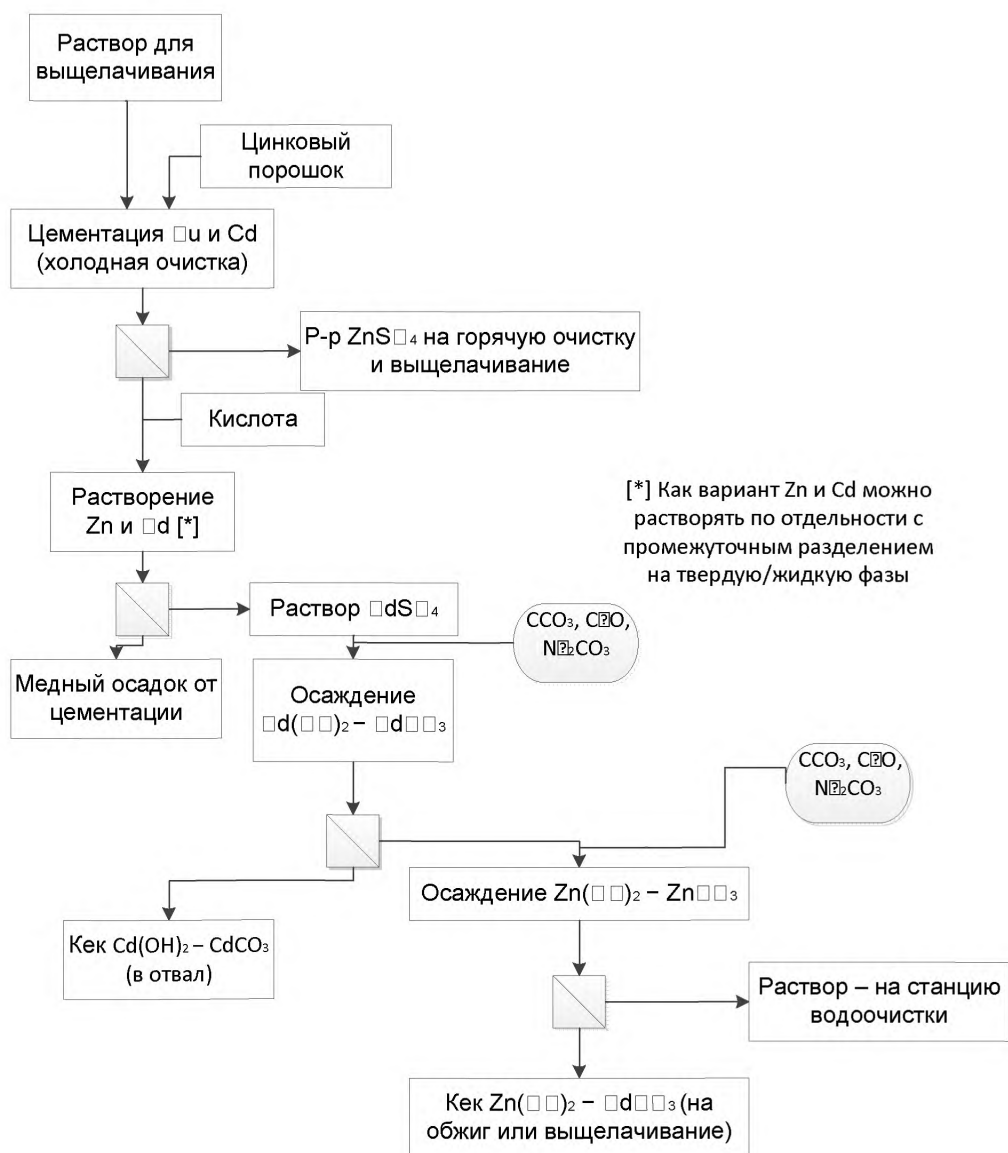 Раствор для
выщелачивания
Цинковый
порошок
Цементация □u и Cd
(холодная очистка)
Р-р ZnS□₄ на горячую очистку
и выщелачивание
Кислота
Растворение
Zn и □d [*]
[*] Как вариант Zn и Cd можно
растворять по отдельности с
промежуточным разделением
на твердую/жидкую фазы
Раствор □dS□₄
CCO₃, C⍰O,
N⍰₂CO₃
Медный осадок от
цементации
Осаждение
□d(□□)₂ – □d□□₃
CCO₃, C⍰O,
N⍰₂CO₃
Осаждение Zn(□□)₂ – Zn□□₃
Кек Cd(OH)₂ – CdCO₃
(в отвал)
Раствор – на станцию
водоочистки
Кек Zn(□□)₂ – □d□□₃ (на
обжиг или выщелачивание)